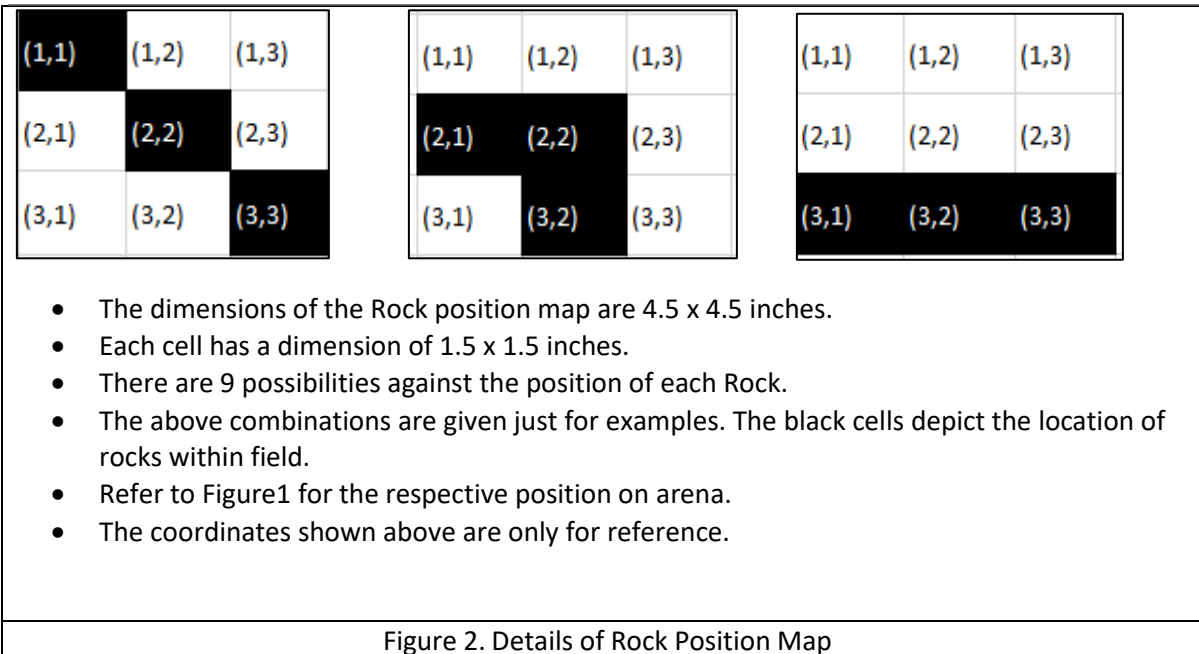 (1,1) (1,2) (1,3) (1,1) (1,2) (1,3) (1,1) (1,2) (1,3)
(2,1) (2,2) (2,3) (2,1) (2,2) (2,3) (2,1) (2,2) (2,3)
(3,1) (3,2) (3,3) (3,1) (3,2) (3,3) (3,1) (3,2) (3,3)
• The dimensions of the Rock position map are 4.5 x 4.5 inches.
• Each cell has a dimension of 1.5 x 1.5 inches.
• There are 9 possibilities against the position of each Rock.
• The above combinations are given just for examples. The black cells depict the location of
rocks within field.
• Refer to Figure1 for the respective position on arena.
• The coordinates shown above are only for reference.
Figure 2. Details of Rock Position Map